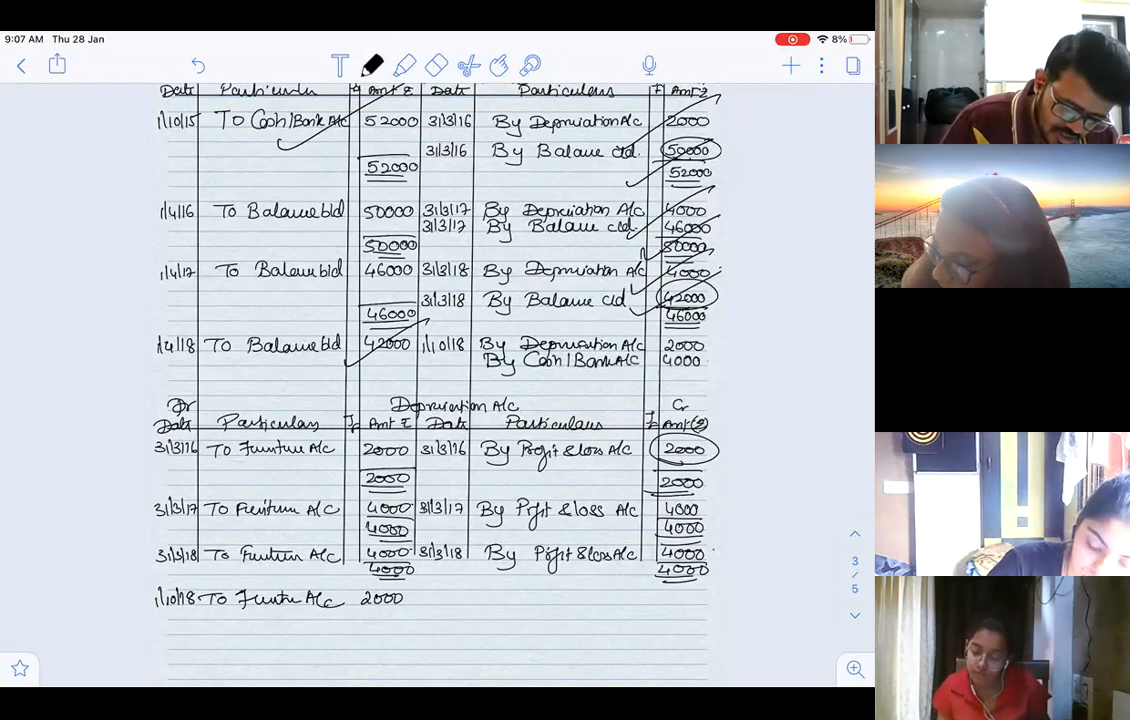 9:07 AM Thu 28 Jan 8%
Date Particulars Amt ₹ Date Particulars Amt ₹
1/10/15 To Cash/Bank A/c 52000 31/3/16 By Depreciation A/c 2000
31/3/16 By Balance c/d. 50000
52000 52000
1/4/16 To Balance b/d 50000 31/3/17 By Depreciation A/c 4000
31/3/17 By Balance c/d. 46000
50000 50000
1/4/17 To Balance b/d 46000 31/3/18 By Depreciation A/c 4000
31/3/18 By Balance c/d 42000
46000 46000
1/4/18 To Balance b/d 42000 1/10/18 By Depreciation A/c 2000
By Cash/Bank A/c 4000
Dr Depreciation A/c Cr
Date Particulars Amt ₹ Date Particulars Amt(₹)
31/3/16 To Furniture A/c 2000 31/3/16 By Profit & loss A/c 2000
2000 2000
31/3/17 To Furniture A/c 4000 31/3/17 By Profit & loss A/c 4000
4000 4000
31/3/18 To Furniture A/c 4000 31/3/18 By Profit & loss A/c 4000
4000 4000
1/10/18 To Furniture A/c 2000
3
/
5